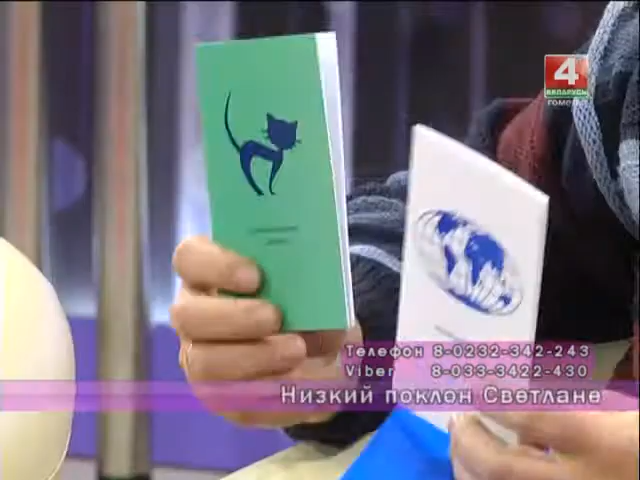 4
БЕЛАРУСЬ
ГОМЕЛЬ
Телефон 8-0232-342-243
Viber 8-033-3422-430
Низкий поклон Светлане